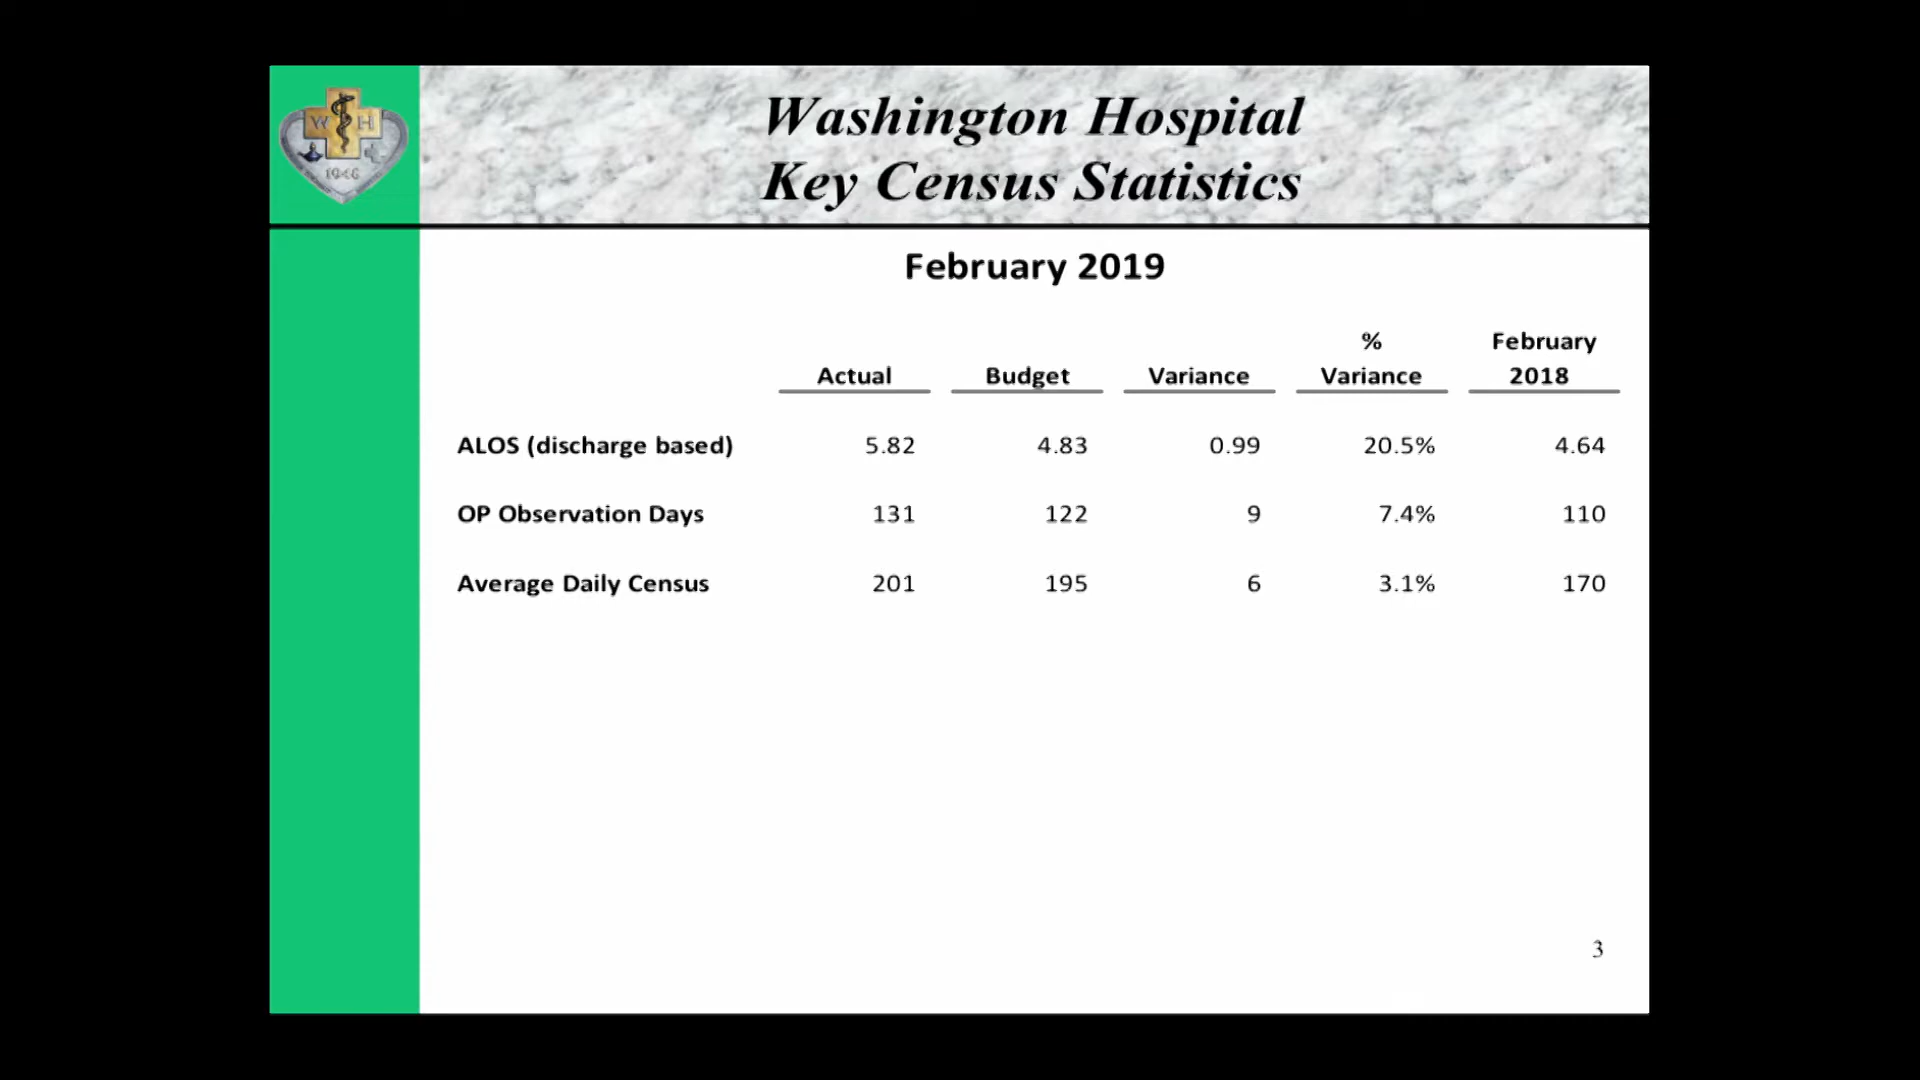 W H
1948
Washington Hospital
Key Census Statistics
February 2019
Actual Budget Variance % Variance February 2018
ALOS (discharge based) 5.82 4.83 0.99 20.5% 4.64
OP Observation Days 131 122 9 7.4% 110
Average Daily Census 201 195 6 3.1% 170
3